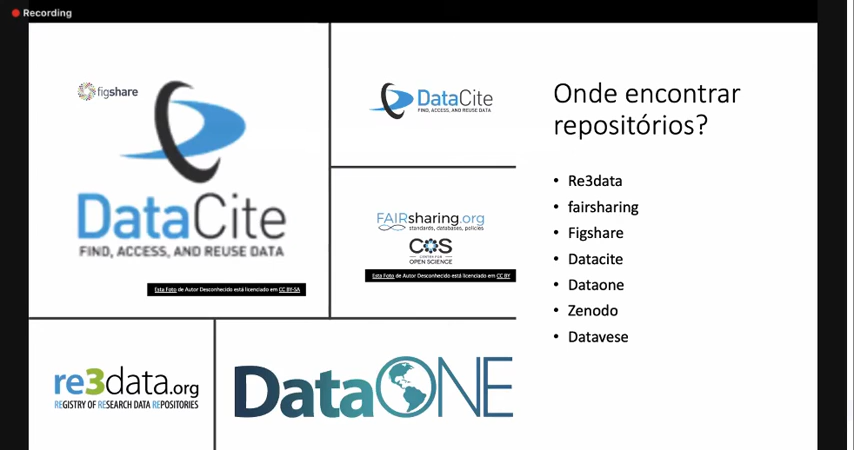 Recording
figshare
DataCite
FIND, ACCESS, AND REUSE DATA
Esta Foto de Autor Desconhecido está licenciado em CC BY-SA
DataCite
FIND, ACCESS, AND REUSE DATA
FAIRsharing.org
standards, databases, policies
COS
CENTER FOR
OPEN SCIENCE
Esta Foto de Autor Desconhecido está licenciado em CC BY
re3data.org
REGISTRY OF RESEARCH DATA REPOSITORIES
DataONE
Onde encontrar
repositórios?
• Re3data
• fairsharing
• Figshare
• Datacite
• Dataone
• Zenodo
• Datavese